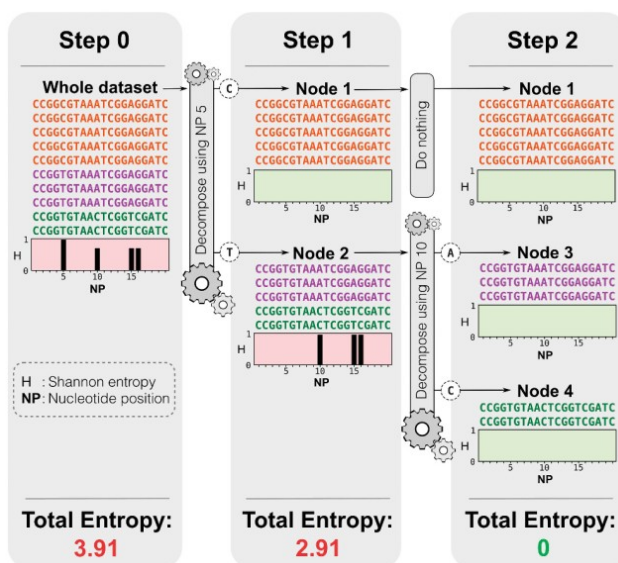 Step 0
Whole dataset
CCGGCGTAAATCGGAGGATC
CCGGCGTAAATCGGAGGATC
CCGGCGTAAATCGGAGGATC
CCGGCGTAAATCGGAGGATC
CCGGCGTAAATCGGAGGATC
CCGGTGTAAATCGGAGGATC
CCGGTGTAAATCGGAGGATC
CCGGTGTAAATCGGAGGATC
CCGGTGTAACTCGGTCGATC
CCGGTGTAACTCGGTCGATC
1
H
0
5 10 15
NP
H : Shannon entropy
NP: Nucleotide position
Total Entropy:
3.91
Decompose using NP 5
C
T
Step 1
Node 1
CCGGCGTAAATCGGAGGATC
CCGGCGTAAATCGGAGGATC
CCGGCGTAAATCGGAGGATC
CCGGCGTAAATCGGAGGATC
CCGGCGTAAATCGGAGGATC
1
H
0
5 10 15
NP
Node 2
CCGGTGTAAATCGGAGGATC
CCGGTGTAAATCGGAGGATC
CCGGTGTAAATCGGAGGATC
CCGGTGTAACTCGGTCGATC
CCGGTGTAACTCGGTCGATC
1
H
0
5 10 15
NP
Total Entropy:
2.91
Do nothing
Decompose using NP 10
A
C
Step 2
Node 1
CCGGCGTAAATCGGAGGATC
CCGGCGTAAATCGGAGGATC
CCGGCGTAAATCGGAGGATC
CCGGCGTAAATCGGAGGATC
CCGGCGTAAATCGGAGGATC
1
H
0
5 10 15
NP
Node 3
CCGGTGTAAATCGGAGGATC
CCGGTGTAAATCGGAGGATC
CCGGTGTAAATCGGAGGATC
1
H
0
5 10 15
NP
Node 4
CCGGTGTAACTCGGTCGATC
CCGGTGTAACTCGGTCGATC
1
H
0
5 10 15
NP
Total Entropy:
0